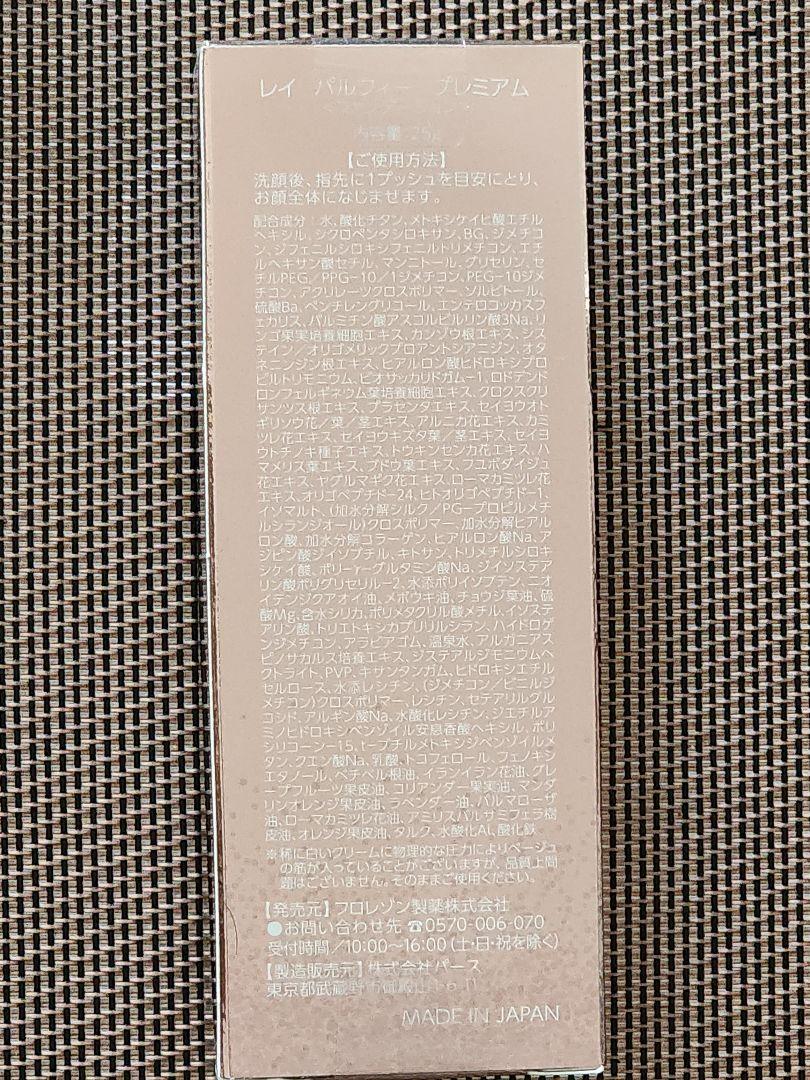 レイ パルフィー プレミアム
内容量 25g
【ご使用方法】
洗顔後、指先に1プッシュを目安にとり、
お顔全体になじませます。
配合成分：水、酸化チタン、メトキシケイヒ酸エチル
ヘキシル、シクロペンタシロキサン、BG、ジメチコ
ン、ジフェニルシロキシフェニルトリメチコン、エチ
ルヘキサン酸セチル、マンニトール、グリセリン、セ
チルPEG／PPG-10／1ジメチコン、PEG-10ジメ
チコン、アクリレーツクロスポリマー、ソルビトール、
硫酸Ba、ペンチレングリコール、エンテロコッカスフ
ェカリス、パルミチン酸アスコルビルリン酸3Na、リ
ンゴ果実培養細胞エキス、カンゾウ根エキス、シス
テイン／オリゴメリックプロアントシアニジン、オタ
ネニンジン根エキス、ヒアルロン酸ヒドロキシプロ
ピルトリモニウム、ビオサッカリドガム-1、ロドデンド
ロンフェルギネウム葉培養細胞エキス、クロスクリ
サンツス根エキス、プラセンタエキス、セイヨウオト
ギリソウ花／葉／茎エキス、アルニカ花エキス、カミ
ツレ花エキス、セイヨウキズタ葉／茎エキス、セイヨ
ウトチノキ種子エキス、トウキンセンカ花エキス、ハ
マメリス葉エキス、ブドウ葉エキス、フユボダイジュ
花エキス、ヤグルマギク花エキス、ローマカミツレ花
エキス、オリゴペプチド-24、ヒトオリゴペプチド-1、
イソマルト、(加水分解シルク／PG-プロピルメチ
ルシランジオール)クロスポリマー、加水分解ヒアル
ロン酸、加水分解コラーゲン、ヒアルロン酸Na、ア
ジピン酸ジイソブチル、キトサン、トリメチルシロキ
シケイ酸、ポリ-γ-グルタミン酸Na、ジイソステア
リン酸ポリグリセリル-2、水添ポリイソブテン、ニオ
イテンジクアオイ油、メボウキ油、チョウジ葉油、硫
酸Mg、含水シリカ、ポリメタクリル酸メチル、イソステ
アリン酸、トリエトキシカプリリルシラン、ハイドロゲ
ンジメチコン、アラビアゴム、温泉水、アルガニアス
ピノサカルス培養エキス、ジステアルジモニウムヘ
クトライト、PVP、キサンタンガム、ヒドロキシエチル
セルロース、水添レシチン、(ジメチコン／ビニルジ
メチコン)クロスポリマー、レシチン、セテアリルグル
コシド、アルギン酸Na、水酸化レシチン、ジエチルア
ミノヒドロキシベンゾイル安息香酸ヘキシル、ポリ
シリコーン-15、t-ブチルメトキシジベンゾイルメ
タン、クエン酸Na、乳酸、トコフェロール、フェノキシ
エタノール、ベチベル根油、イランイラン花油、グレ
ープフルーツ果皮油、コリアンダー果実油、マンダ
リンオレンジ果皮油、ラベンダー油、パルマローザ
油、ローマカミツレ花油、アミリスバルサミフェラ樹
皮油、オレンジ果皮油、タルク、水酸化Al、酸化鉄
※稀に白いクリームに物理的な圧力によりベージュ
の筋が入っていることがございますが、品質上問
題はございません。そのままご使用ください。
【発売元】フロレゾン製薬株式会社
●お問い合わせ先 ☎0570-006-070
受付時間／10:00～16:00(土・日・祝を除く)
【製造販売元】株式会社パース
東京都武蔵野市御殿山
MADE IN JAPAN